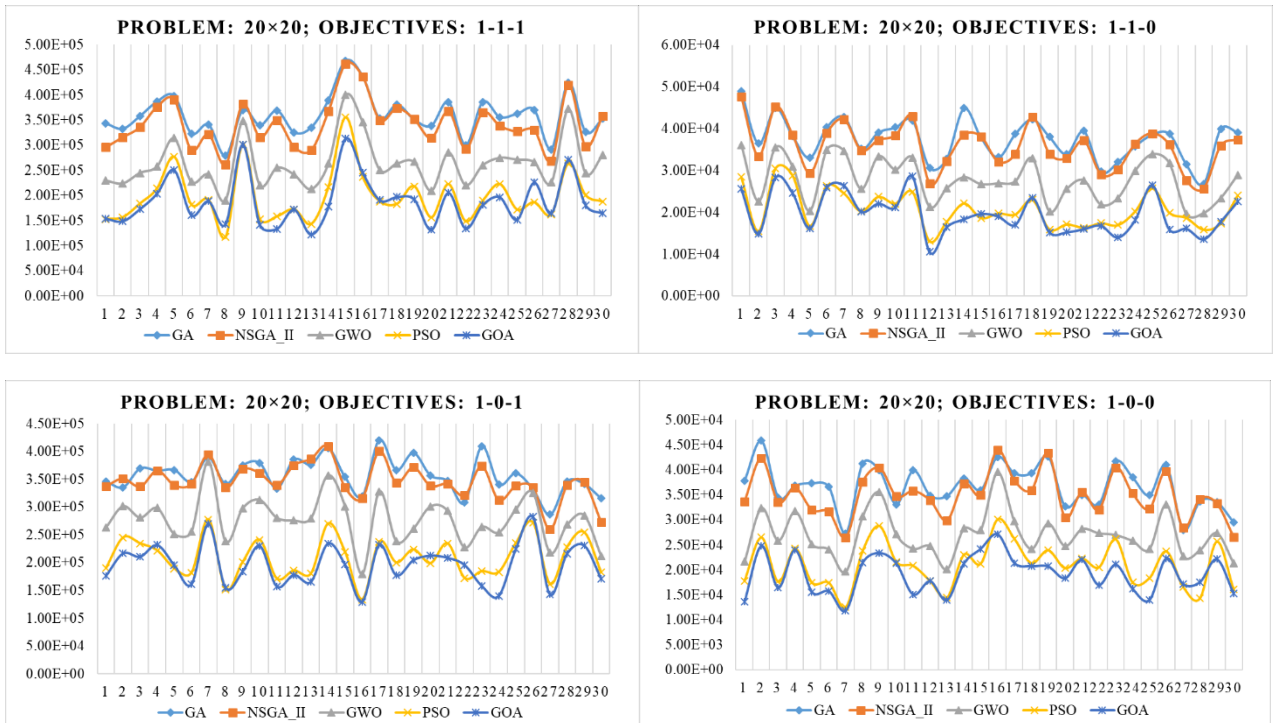 PROBLEM: 20×20; OBJECTIVES: 1-1-1
5.00E+05
4.50E+05
4.00E+05
3.50E+05
3.00E+05
2.50E+05
2.00E+05
1.50E+05
1.00E+05
5.00E+04
0.00E+00
1 2 3 4 5 6 7 8 9 10 11 12 13 14 15 16 17 18 19 20 21 22 23 24 25 26 27 28 29 30
GA NSGA_II GWO PSO GOA
PROBLEM: 20×20; OBJECTIVES: 1-1-0
6.00E+04
5.00E+04
4.00E+04
3.00E+04
2.00E+04
1.00E+04
0.00E+00
1 2 3 4 5 6 7 8 9 10 11 12 13 14 15 16 17 18 19 20 21 22 23 24 25 26 27 28 29 30
GA NSGA_II GWO PSO GOA
PROBLEM: 20×20; OBJECTIVES: 1-0-1
4.50E+05
4.00E+05
3.50E+05
3.00E+05
2.50E+05
2.00E+05
1.50E+05
1.00E+05
5.00E+04
0.00E+00
1 2 3 4 5 6 7 8 9 10 11 12 13 14 15 16 17 18 19 20 21 22 23 24 25 26 27 28 29 30
GA NSGA_II GWO PSO GOA
PROBLEM: 20×20; OBJECTIVES: 1-0-0
5.00E+04
4.50E+04
4.00E+04
3.50E+04
3.00E+04
2.50E+04
2.00E+04
1.50E+04
1.00E+04
5.00E+03
0.00E+00
1 2 3 4 5 6 7 8 9 10 11 12 13 14 15 16 17 18 19 20 21 22 23 24 25 26 27 28 29 30
GA NSGA_II GWO PSO GOA